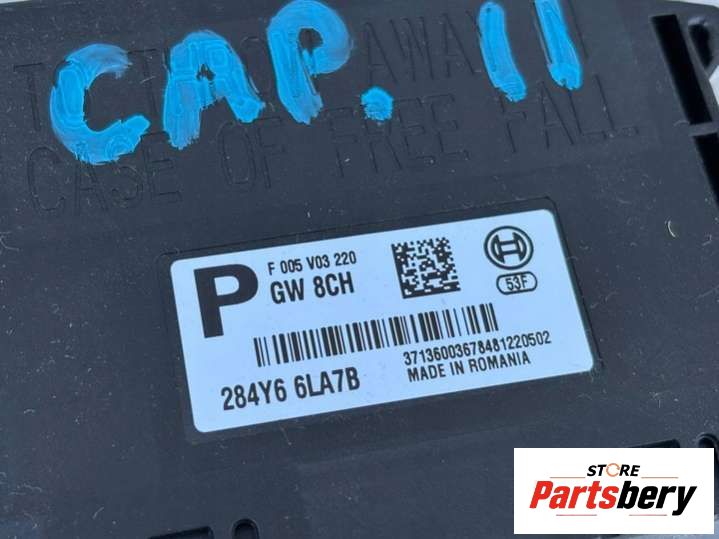 CAP. 11
CASE OF FREE FALL
P
F 005 V03 220
GW 8CH
53F
37136003678481220502
MADE IN ROMANIA
284Y6 6LA7B
STORE
Partsbery